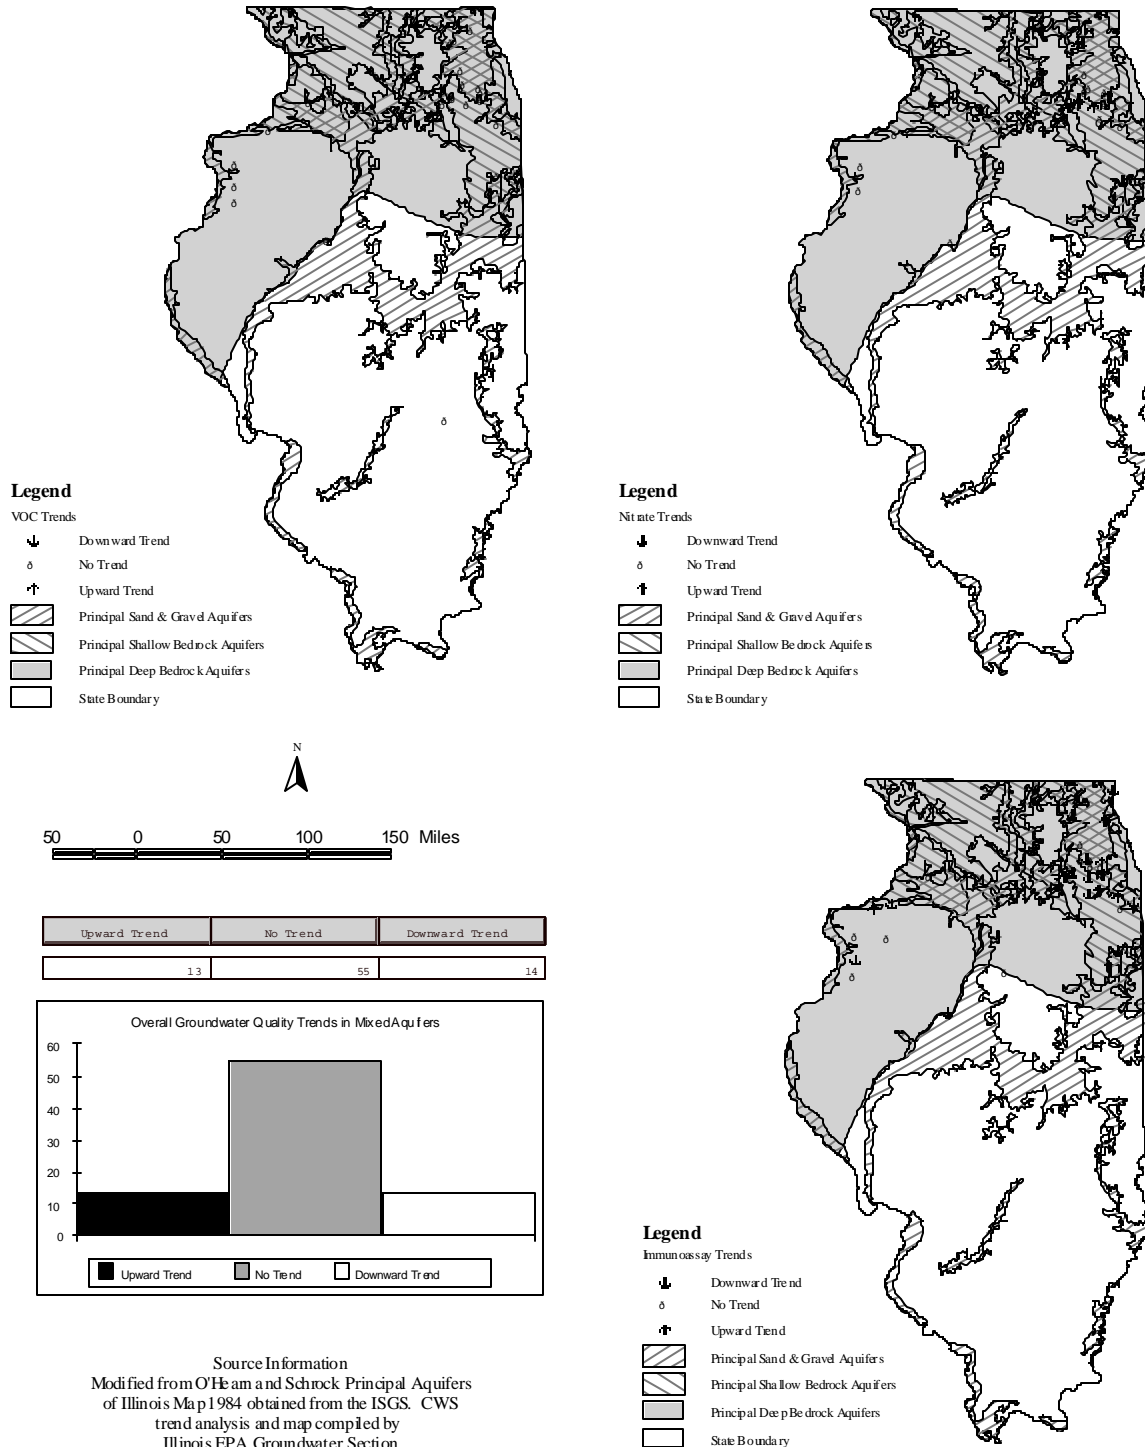 Legend
VOC Trends
Downward Trend
No Trend
Upward Trend
Principal Sand & Gravel Aquifers
Principal Shallow Bedrock Aquifers
Principal Deep Bedrock Aquifers
State Boundary
Legend
Nitrate Trends
Downward Trend
No Trend
Upward Trend
Principal Sand & Gravel Aquifers
Principal Shallow Bedrock Aquifers
Principal Deep Bedrock Aquifers
State Boundary
N
50 0 50 100 150 Miles
Upward Trend No Trend Downward Trend
13 55 14
Overall Groundwater Quality Trends in Mixed Aquifers
60
50
40
30
20
10
0
Upward Trend No Trend Downward Trend
Source Information
Modified from O'Hearn and Schrock Principal Aquifers
of Illinois Map 1984 obtained from the ISGS. CWS
trend analysis and map compiled by
Illinois EPA Groundwater Section
Legend
Immunoassay Trends
Downward Trend
No Trend
Upward Trend
Principal Sand & Gravel Aquifers
Principal Shallow Bedrock Aquifers
Principal Deep Bedrock Aquifers
State Boundary